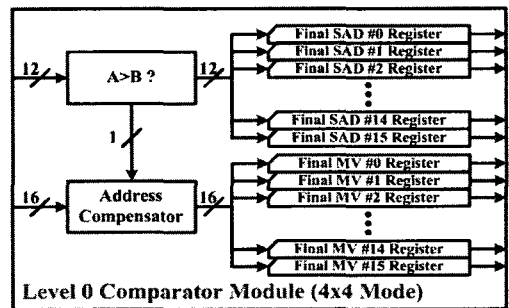 Final SAD #0 Register
Final SAD #1 Register
Final SAD #2 Register
12
A>B ?
12
Final SAD #14 Register
Final SAD #15 Register
1
Final MV #0 Register
Final MV #1 Register
Final MV #2 Register
16
Address
Compensator
16
Final MV #14 Register
Final MV #15 Register
Level 0 Comparator Module (4x4 Mode)